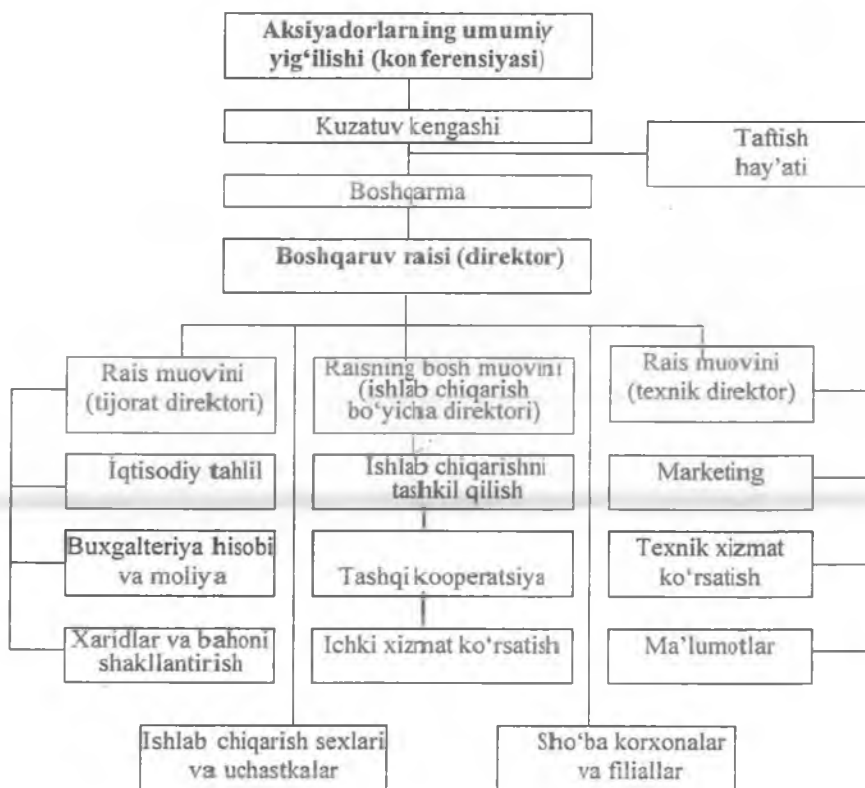 Aksiyadorlarning umumiy
yig‘ilishi (konferensiyasi)
Kuzatuv kengashi
Taftish
hay’ati
Boshqarma
Boshqaruv raisi (direktor)
Rais muovini
(tijorat direktori)
Raisning bosh muovini
(ishlab chiqarish
bo‘yicha direktori)
Rais muovini
(texnik direktor)
Iqtisodiy tahlil
Ishlab chiqarishni
tashkil qilish
Marketing
Buxgalteriya hisobi
va moliya
Tashqi kooperatsiya
Texnik xizmat
ko‘rsatish
Xaridlar va bahoni
shakllantirish
Ichki xizmat ko‘rsatish
Ma’lumotlar
Ishlab chiqarish sexlari
va uchastkalar
Sho‘ba korxonalar
va filiallar